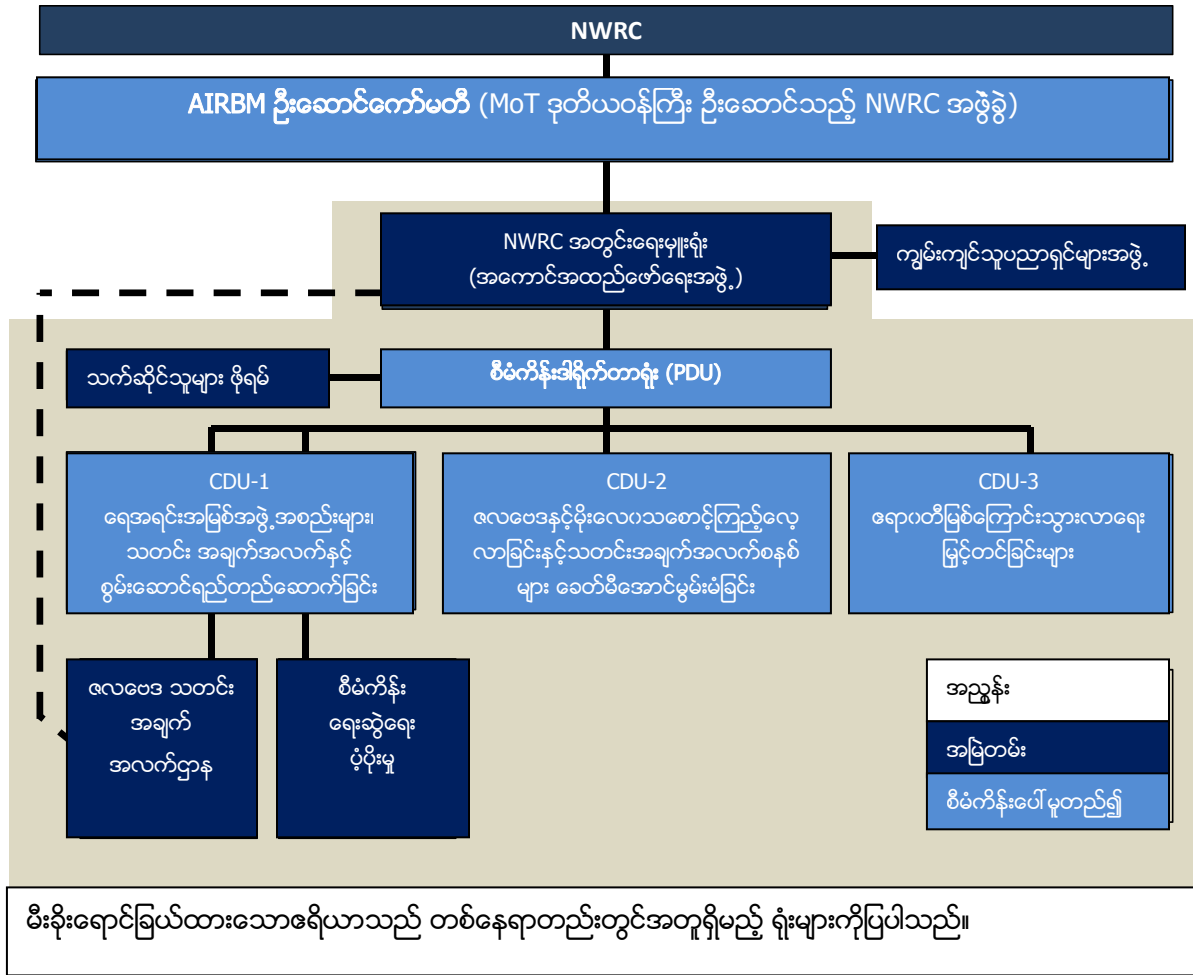 NWRC
AIRBM ဦးဆောင်ကော်မတီ (MoT ဒုတိယဝန်ကြီး ဦးဆောင်သည့် NWRC အဖွဲ့ခွဲ)
NWRC အတွင်းရေးမှူးရုံး
(အကောင်အထည်ဖော်ရေးအဖွဲ့)
ကျွမ်းကျင်သူပညာရှင်များအဖွဲ့
သက်ဆိုင်သူများ ဖိုရမ်
စီမံကိန်းဒါရိုက်တာရုံး (PDU)
CDU-1
ရေအရင်းအမြစ်အဖွဲ့အစည်းများ၊
သတင်း အချက်အလက်နှင့်
စွမ်းဆောင်ရည်တည်ဆောက်ခြင်း
CDU-2
ဇလဗေဒနှင့်မိုးလေ၀သစောင့်ကြည့်လေ့
လာခြင်းနှင့်သတင်းအချက်အလက်စနစ်
များ ခေတ်မီအောင်မွမ်းမံခြင်း
CDU-3
ဧရာ၀တီမြစ်ကြောင်းသွားလာရေး
မြှင့်တင်ခြင်းများ
ဇလဗေဒ သတင်း
အချက်
အလက်ဌာန
စီမံကိန်း
ရေးဆွဲရေး
ပံ့ပိုးမှု
အညွှန်း
အမြဲတမ်း
စီမံကိန်းပေါ်မူတည်၍
မီးခိုးရောင်ခြယ်ထားသောဧရိယာသည် တစ်နေရာတည်းတွင်အတူရှိမည့် ရုံးများကိုပြပါသည်။